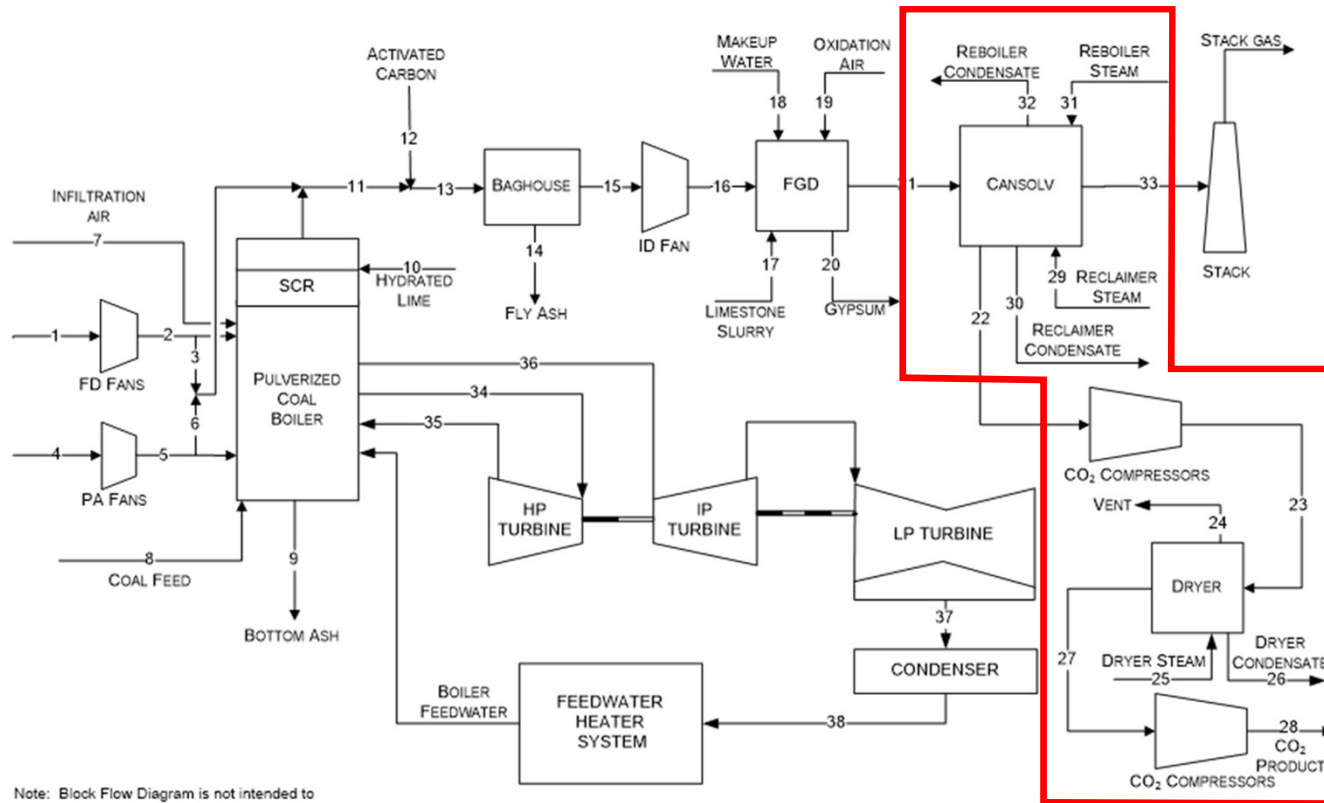 ACTIVATED
CARBON
12
MAKEUP
WATER
18
OXIDATION
AIR
19
REBOILER
CONDENSATE
32
REBOILER
STEAM
31
STACK GAS
INFILTRATION
AIR
7
11
13
BAGHOUSE
15
ID FAN
16
FGD
CANSOLV
33
STACK
14
FLY ASH
17
LIMESTONE
SLURRY
20
GYPSUM
22
30
29
RECLAIMER
STEAM
RECLAIMER
CONDENSATE
SCR
10
HYDRATED
LIME
1
FD FANS
2
3
PULVERIZED
COAL
BOILER
36
34
35
4
PA FANS
5
6
8
COAL FEED
9
BOTTOM ASH
HP
TURBINE
IP
TURBINE
LP TURBINE
37
CONDENSER
38
FEEDWATER
HEATER
SYSTEM
BOILER
FEEDWATER
CO2 COMPRESSORS
23
VENT
24
DRYER
27
DRYER STEAM
25
DRYER
CONDENSATE
26
CO2 COMPRESSORS
28
CO2
PRODUCT
Note: Block Flow Diagram is not intended to